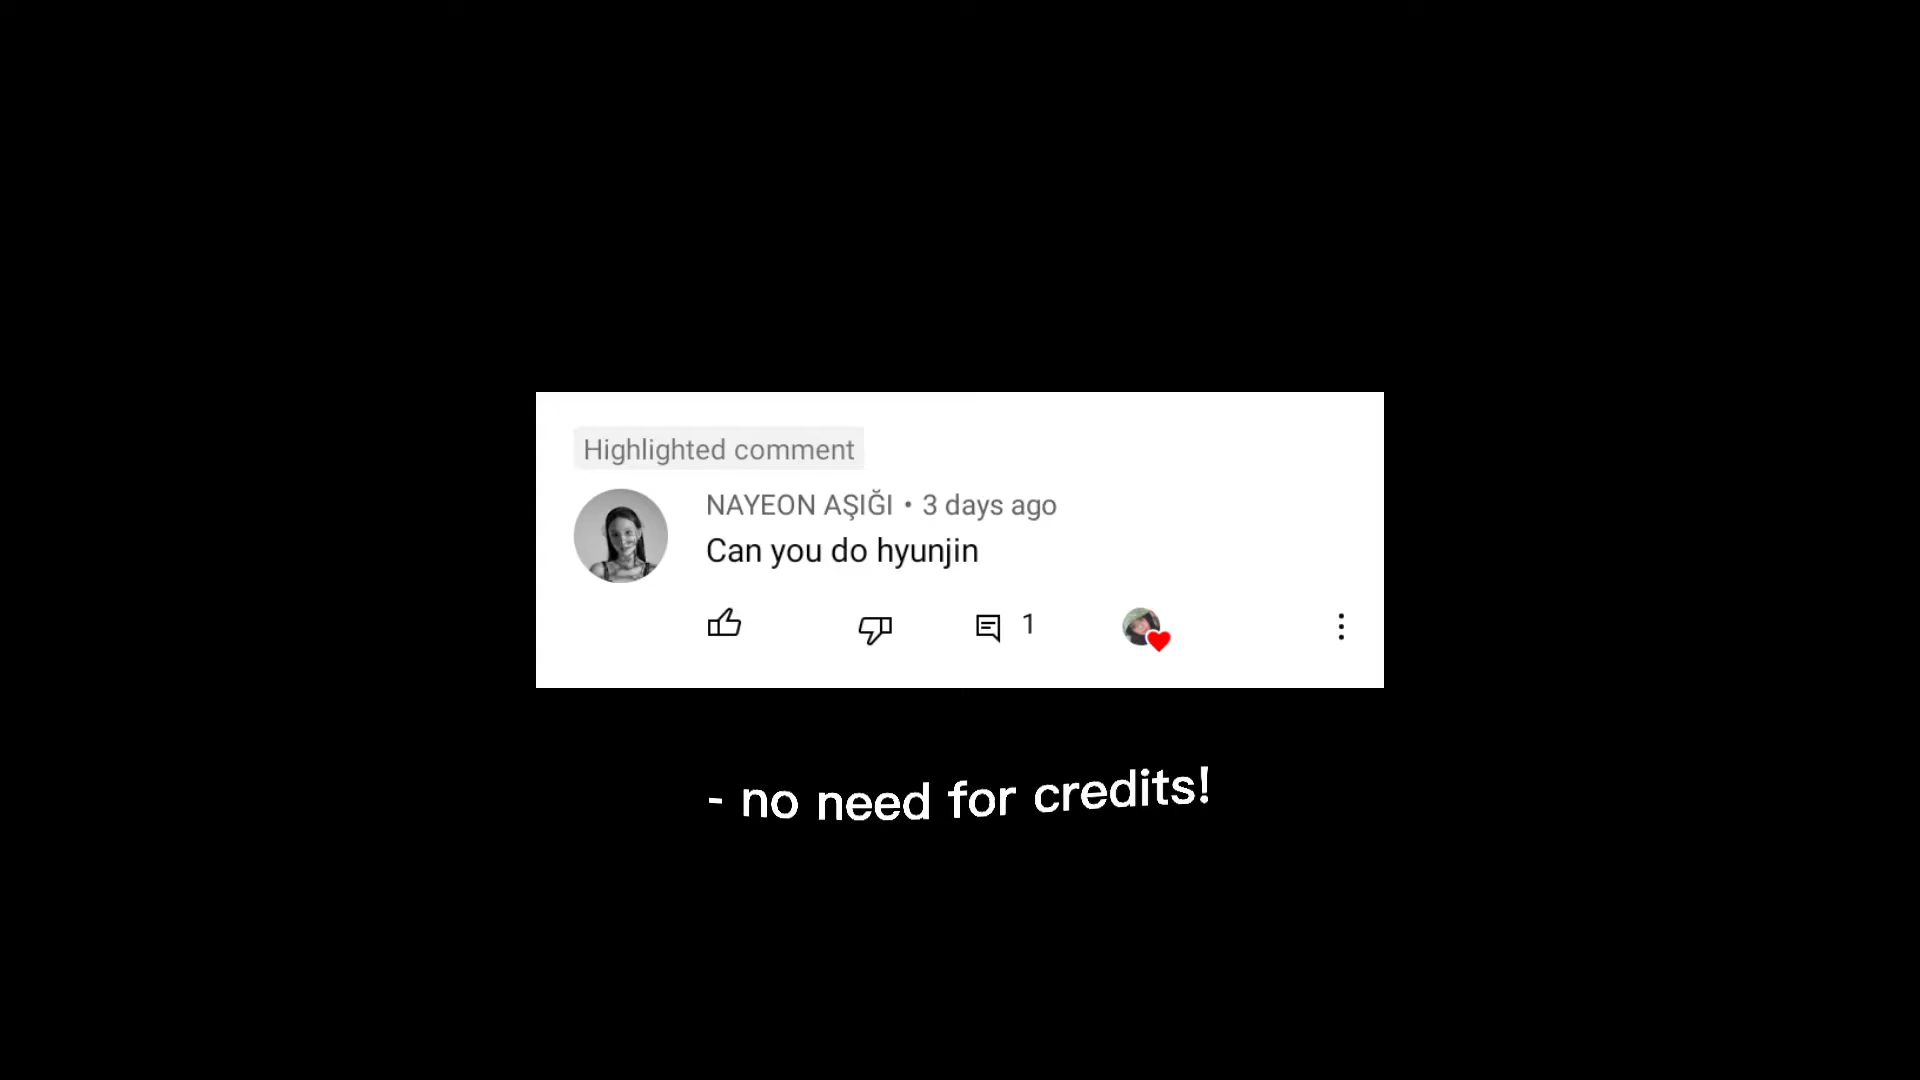 Highlighted comment
NAYEON AŞIĞI • 3 days ago
Can you do hyunjin
1
- no need for credits!